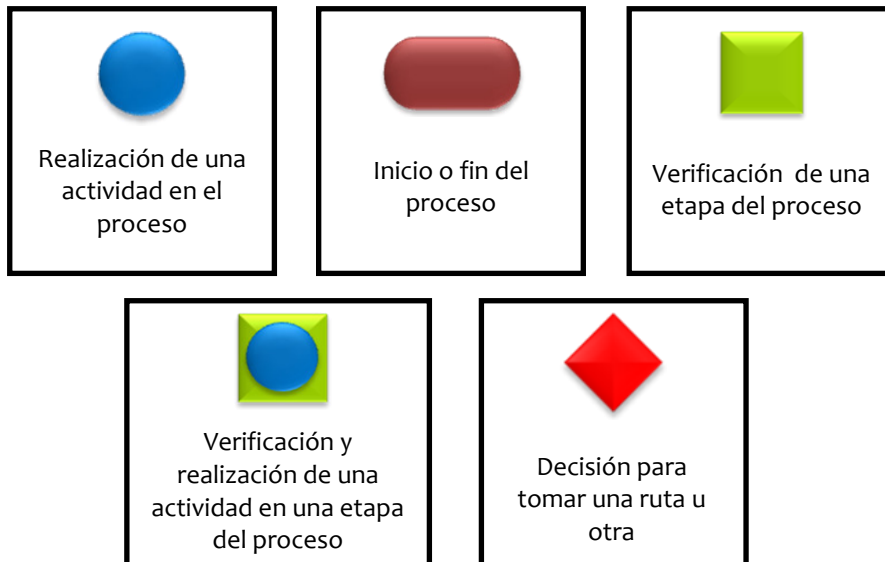 Realización de una
actividad en el
proceso
Inicio o fin del
proceso
Verificación de una
etapa del proceso
Verificación y
realización de una
actividad en una etapa
del proceso
Decisión para
tomar una ruta u
otra